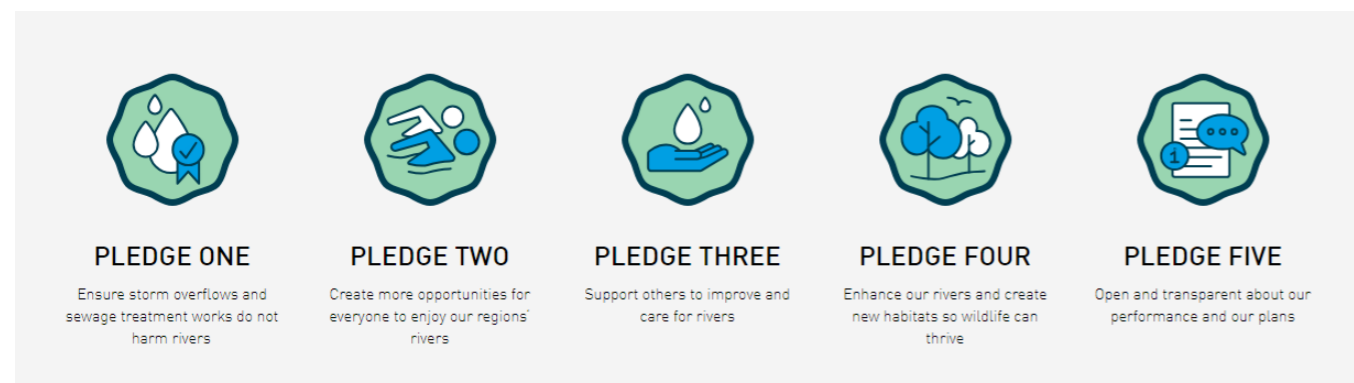 PLEDGE ONE
Ensure storm overflows and
sewage treatment works do not
harm rivers
PLEDGE TWO
Create more opportunities for
everyone to enjoy our regions'
rivers
PLEDGE THREE
Support others to improve and
care for rivers
PLEDGE FOUR
Enhance our rivers and create
new habitats so wildlife can
thrive
1
PLEDGE FIVE
Open and transparent about our
performance and our plans